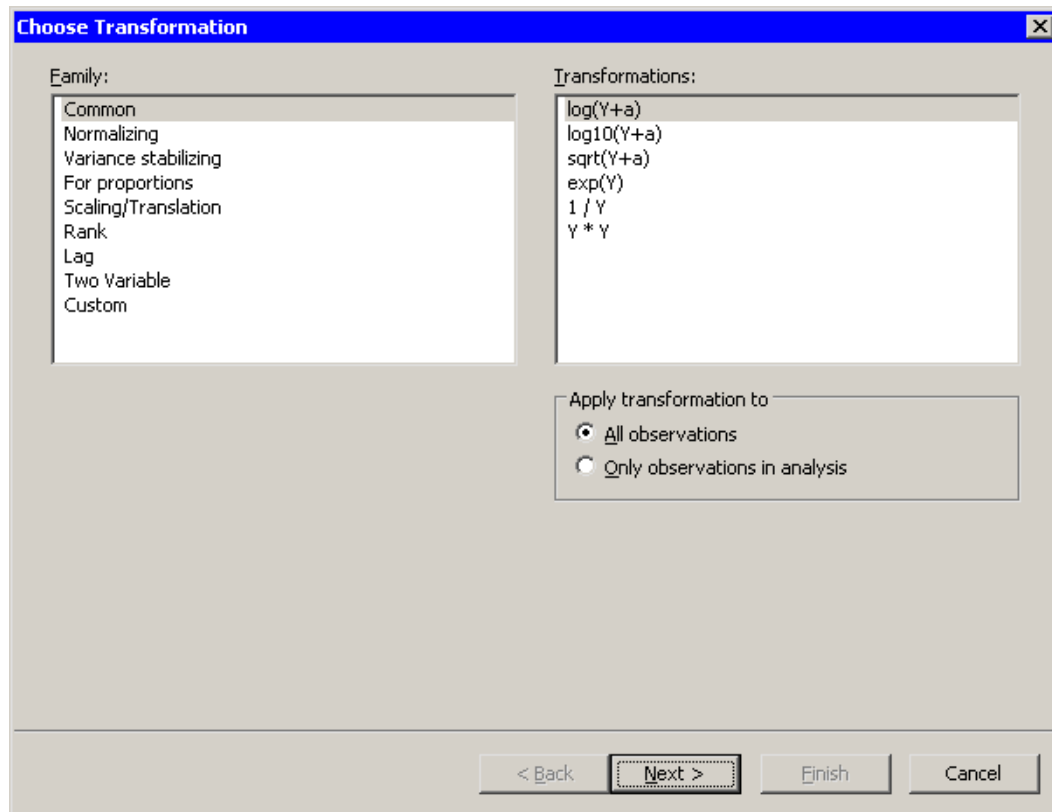 Choose Transformation
Family:
Common
Normalizing
Variance stabilizing
For proportions
Scaling/Translation
Rank
Lag
Two Variable
Custom
Transformations:
log(Y+a)
log10(Y+a)
sqrt(Y+a)
exp(Y)
1 / Y
Y * Y
Apply transformation to
All observations
Only observations in analysis
< Back
Next >
Finish
Cancel